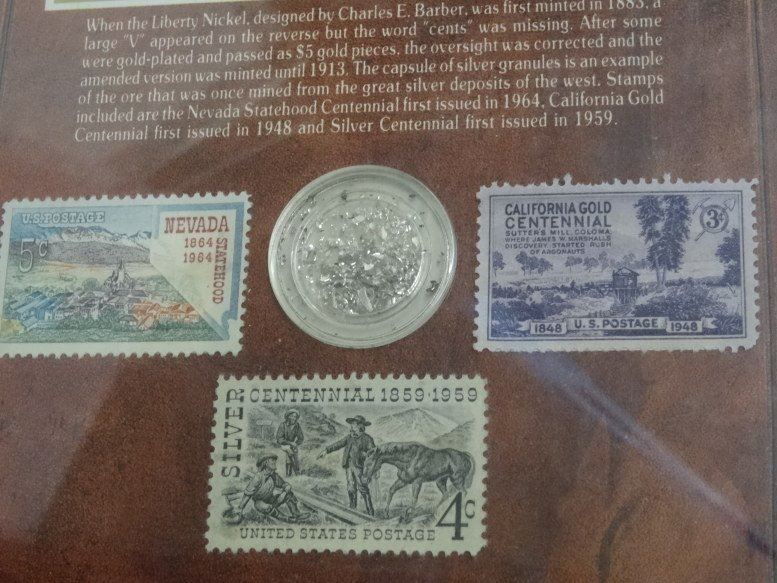 When the Liberty Nickel, designed by Charles E. Barber, was first minted in 1883, a
large "V" appeared on the reverse but the word "cents" was missing. After some
were gold-plated and passed as $5 gold pieces, the oversight was corrected and the
amended version was minted until 1913. The capsule of silver granules is an example
of the ore that was once mined from the great silver deposits of the west. Stamps
included are the Nevada Statehood Centennial first issued in 1964, California Gold
Centennial first issued in 1948 and Silver Centennial first issued in 1959.
U.S. POSTAGE
5c
NEVADA
1864
1964
STATEHOOD
CALIFORNIA GOLD
CENTENNIAL
SUTTER'S MILL, COLOMA
WHERE JAMES W. MARSHALL'S
DISCOVERY STARTED RUSH
OF ARGONAUTS
3¢
1848 U.S. POSTAGE 1948
SILVER
CENTENNIAL 1859·1959
4c
UNITED STATES POSTAGE